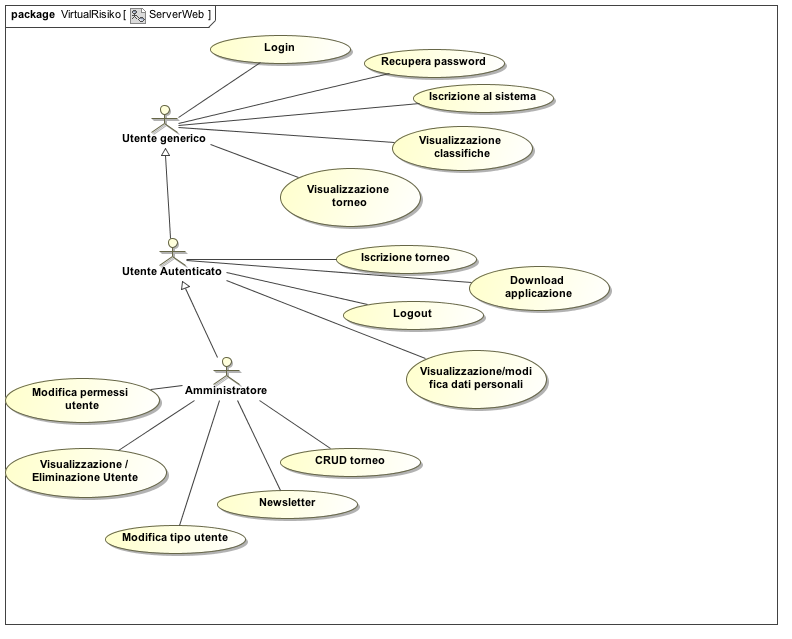 package VirtualRisiko [ ServerWeb ]
Login
Recupera password
Iscrizione al sistema
Utente generico
Visualizzazione
classifiche
Visualizzazione
torneo
Iscrizione torneo
Utente Autenticato
Download
applicazione
Logout
Visualizzazione/modi
fica dati personali
Amministratore
Modifica permessi
utente
CRUD torneo
Visualizzazione /
Eliminazione Utente
Newsletter
Modifica tipo utente